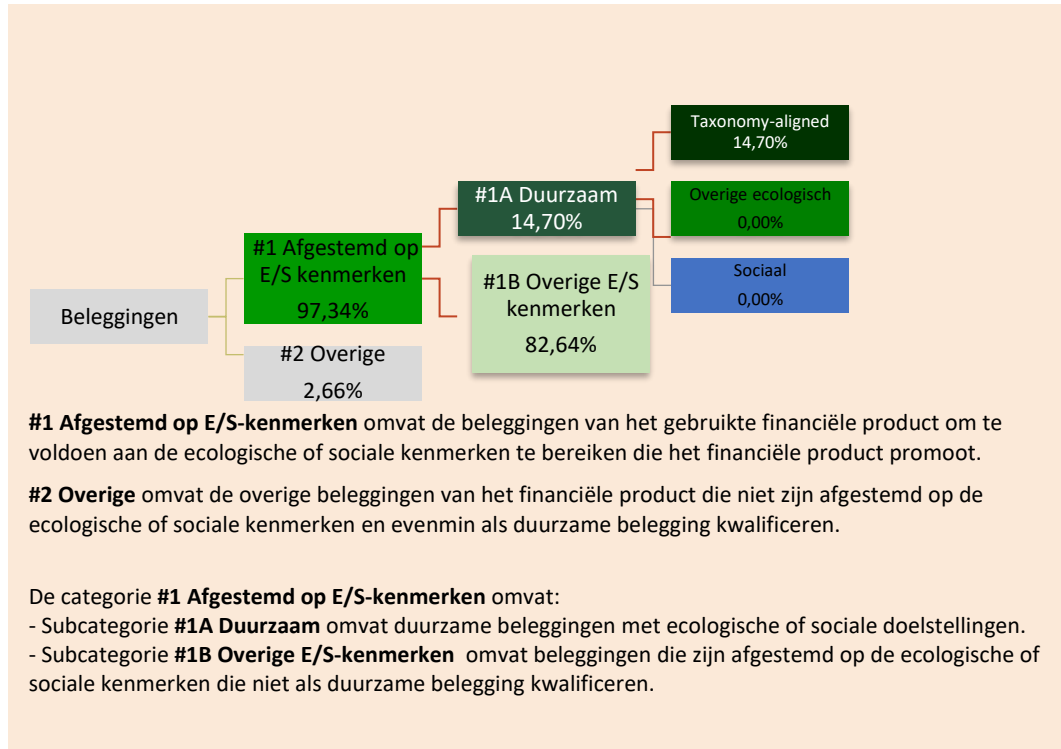 Taxonomy-aligned
14,70%
#1A Duurzaam
14,70%
Overige ecologisch
0,00%
#1 Afgestemd op
E/S kenmerken
97,34%
#1B Overige E/S
kenmerken
82,64%
Sociaal
0,00%
Beleggingen
#2 Overige
2,66%
#1 Afgestemd op E/S-kenmerken omvat de beleggingen van het gebruikte financiële product om te
voldoen aan de ecologische of sociale kenmerken te bereiken die het financiële product promoot.
#2 Overige omvat de overige beleggingen van het financiële product die niet zijn afgestemd op de
ecologische of sociale kenmerken en evenmin als duurzame belegging kwalificeren.
De categorie #1 Afgestemd op E/S-kenmerken omvat:
- Subcategorie #1A Duurzaam omvat duurzame beleggingen met ecologische of sociale doelstellingen.
- Subcategorie #1B Overige E/S-kenmerken omvat beleggingen die zijn afgestemd op de ecologische of
sociale kenmerken die niet als duurzame belegging kwalificeren.